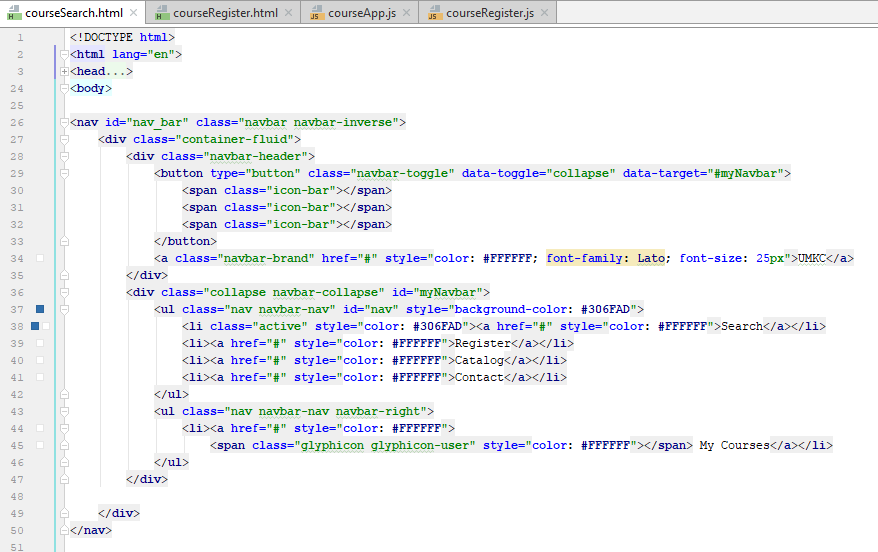 courseSearch.html courseRegister.html courseApp.js courseRegister.js
1 <!DOCTYPE html>
2 <html lang="en">
3 <head...>
24 <body>
25
26 <nav id="nav_bar" class="navbar navbar-inverse">
27 <div class="container-fluid">
28 <div class="navbar-header">
29 <button type="button" class="navbar-toggle" data-toggle="collapse" data-target="#myNavbar">
30 <span class="icon-bar"></span>
31 <span class="icon-bar"></span>
32 <span class="icon-bar"></span>
33 </button>
34 <a class="navbar-brand" href="#" style="color: #FFFFFF; font-family: Lato; font-size: 25px">UMKC</a>
35 </div>
36 <div class="collapse navbar-collapse" id="myNavbar">
37 <ul class="nav navbar-nav" id="nav" style="background-color: #306FAD">
38 <li class="active" style="color: #306FAD"><a href="#" style="color: #FFFFFF">Search</a></li>
39 <li><a href="#" style="color: #FFFFFF">Register</a></li>
40 <li><a href="#" style="color: #FFFFFF">Catalog</a></li>
41 <li><a href="#" style="color: #FFFFFF">Contact</a></li>
42 </ul>
43 <ul class="nav navbar-nav navbar-right">
44 <li><a href="#" style="color: #FFFFFF">
45 <span class="glyphicon glyphicon-user" style="color: #FFFFFF"></span> My Courses</a></li>
46 </ul>
47 </div>
48
49 </div>
50 </nav>
51